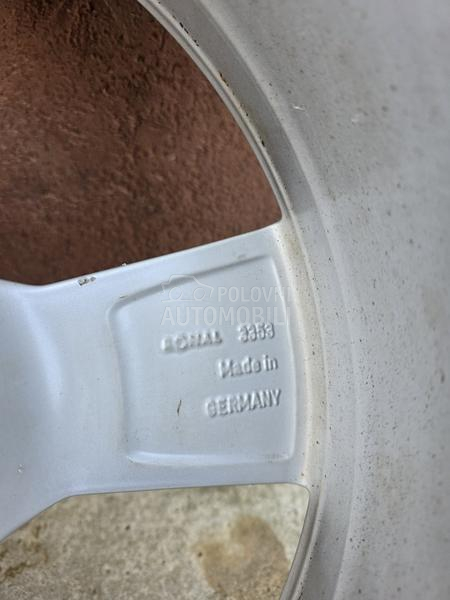 POLOVNI
AUTOMOBILI
RONAL 3353
Made in
GERMANY